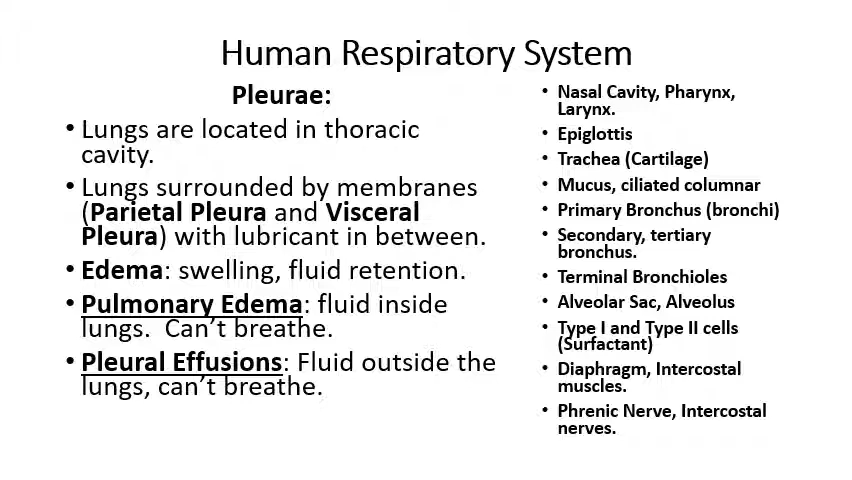 Human Respiratory System
Pleurae:
• Lungs are located in thoracic
cavity.
• Lungs surrounded by membranes
(Parietal Pleura and Visceral
Pleura) with lubricant in between.
• Edema: swelling, fluid retention.
• Pulmonary Edema: fluid inside
lungs.  Can't breathe.
• Pleural Effusions: Fluid outside the
lungs, can't breathe.
• Nasal Cavity, Pharynx,
Larynx.
• Epiglottis
• Trachea (Cartilage)
• Mucus, ciliated columnar
• Primary Bronchus (bronchi)
• Secondary, tertiary
bronchus.
• Terminal Bronchioles
• Alveolar Sac, Alveolus
• Type I and Type II cells
(Surfactant)
• Diaphragm, Intercostal
muscles.
• Phrenic Nerve, Intercostal
nerves.